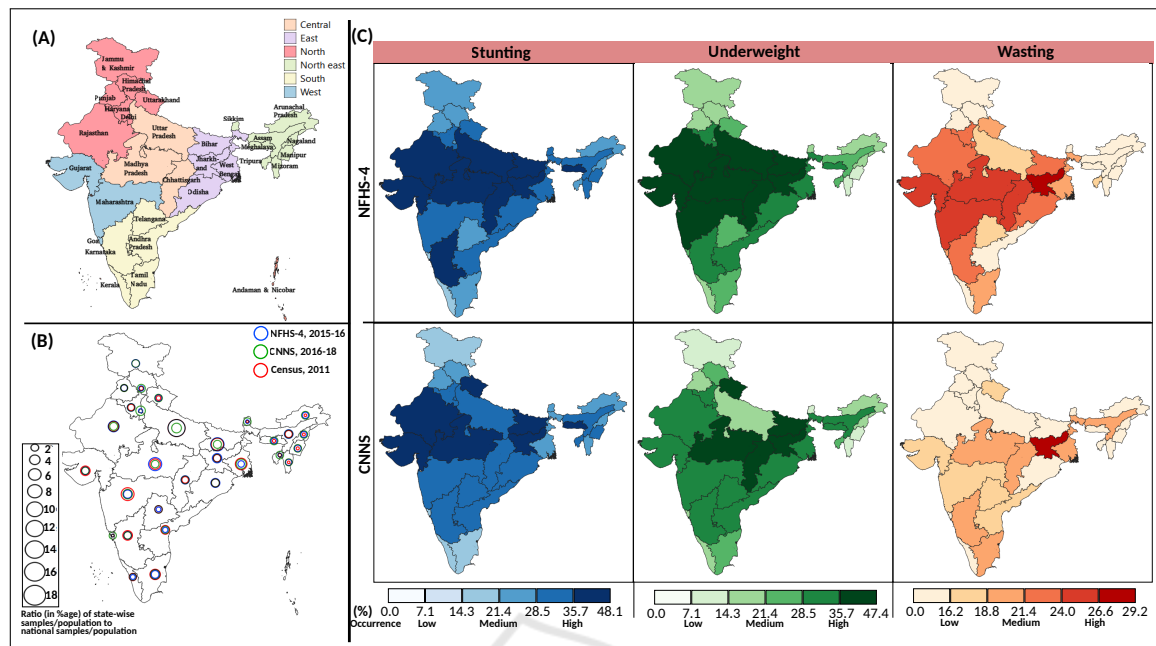 (A)
Central
East
North
North east
South
West
Jammu
& Kashmir
Himachal
Pradesh
Punjab
Uttarakhand
Haryana
Delhi
Rajasthan
Uttar
Pradesh
Sikkim
Arunachal
Pradesh
Assam
Nagaland
Meghalaya
Manipur
Tripura
Mizoram
Bihar
Jharkh-
and
West
Bengal
Gujarat
Madhya
Pradesh
Chhattisgarh
Odisha
Maharashtra
Telangana
Goa
Karnataka
Andhra
Pradesh
Kerala
Tamil
Nadu
Andaman & Nicobar
(B)
NFHS-4, 2015-16
CNNS, 2016-18
Census, 2011
2
4
6
8
10
12
14
16
18
Ratio (in %age) of state-wise
samples/population to
national samples/population
(C)
Stunting Underweight Wasting
NFHS-4
CNNS
(%) 0.0 7.1 14.3 21.4 28.5 35.7 48.1
Occurrence Low Medium High
0.0 7.1 14.3 21.4 28.5 35.7 47.4
Low Medium High
0.0 16.2 18.8 21.4 24.0 26.6 29.2
Low Medium High